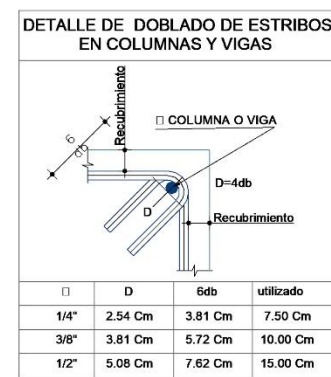 DETALLE DE DOBLADO DE ESTRIBOS
EN COLUMNAS Y VIGAS
6
db
Recubrimiento
□ COLUMNA O VIGA
D=4db
D
Recubrimiento
□ D 6db utilizado
1/4" 2.54 Cm 3.81 Cm 7.50 Cm
3/8" 3.81 Cm 5.72 Cm 10.00 Cm
1/2" 5.08 Cm 7.62 Cm 15.00 Cm